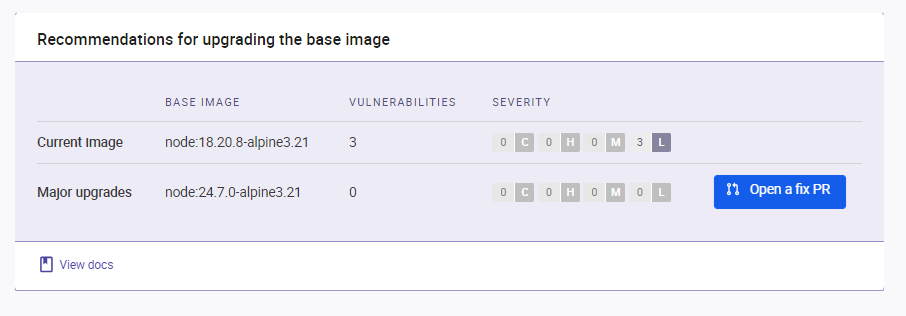 Recommendations for upgrading the base image
BASE IMAGE VULNERABILITIES SEVERITY
Current image node:18.20.8-alpine3.21 3 0 C 0 H 0 M 3 L
Major upgrades node:24.7.0-alpine3.21 0 0 C 0 H 0 M 0 L Open a fix PR
View docs